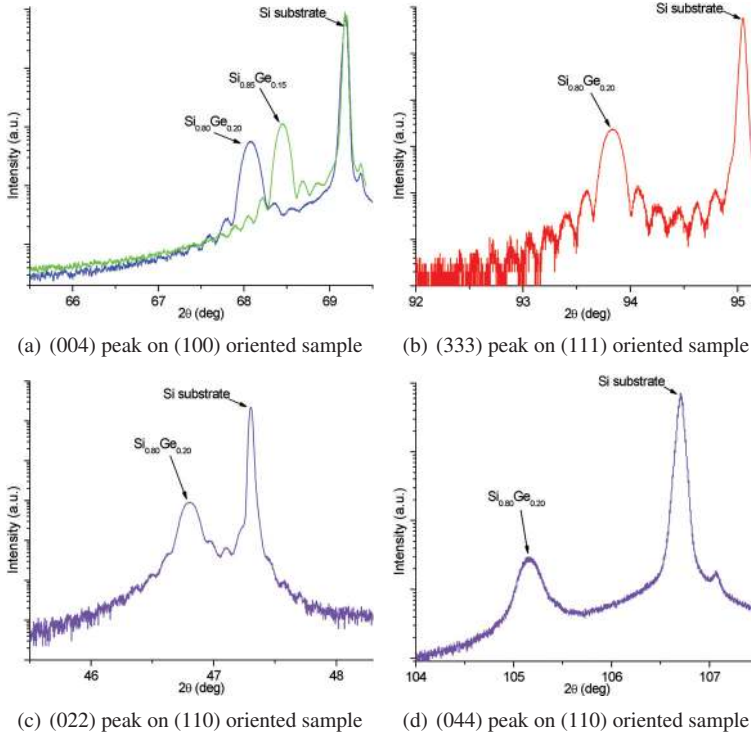 Si substrate
Si₀.₈₅Ge₀.₁₅
Si₀.₈₀Ge₀.₂₀
Intensity (a.u.)
66 67 68 69
2θ (deg)
(a) (004) peak on (100) oriented sample
Si substrate
Si₀.₈₀Ge₀.₂₀
Intensity (a.u.)
92 93 94 95
2θ (deg)
(b) (333) peak on (111) oriented sample
Si substrate
Si₀.₈₀Ge₀.₂₀
Intensity (a.u.)
46 47 48
2θ (deg)
(c) (022) peak on (110) oriented sample
Si substrate
Si₀.₈₀Ge₀.₂₀
Intensity (a.u.)
104 105 106 107
2θ (deg)
(d) (044) peak on (110) oriented sample